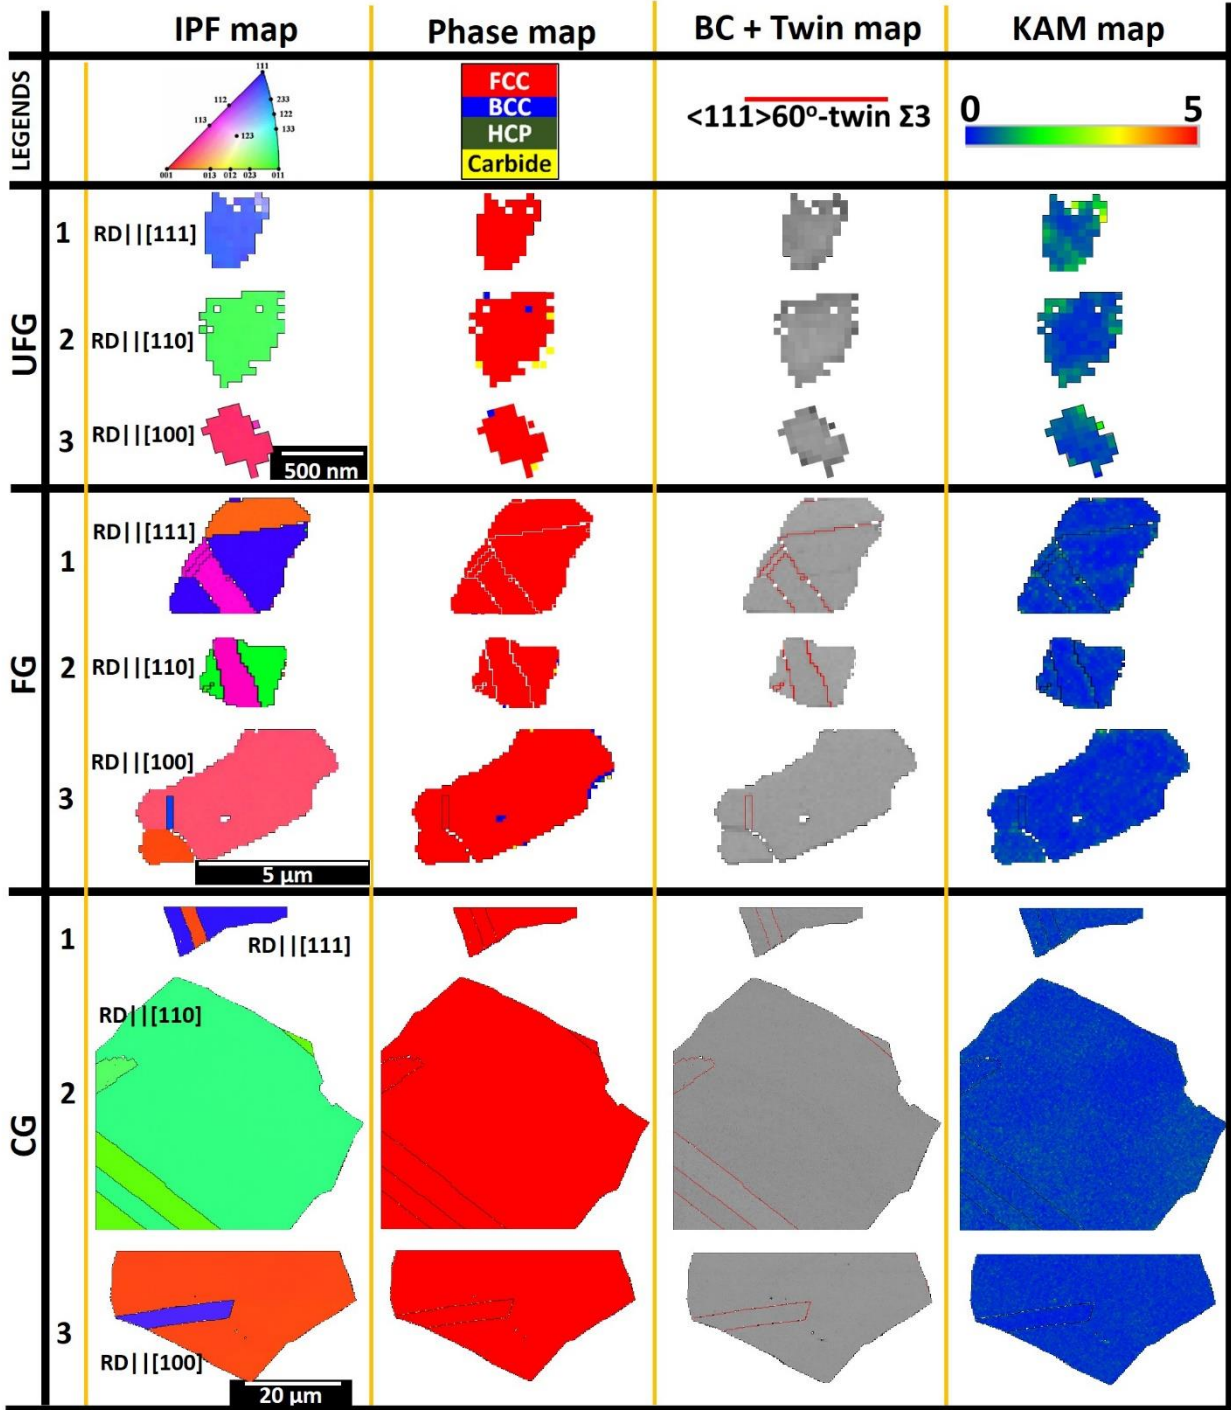 IPF map
Phase map
BC + Twin map
KAM map
LEGENDS
111
112
233
122
113
133
123
001
013
012
023
011
FCC
BCC
HCP
Carbide
<111>60º-twin Σ3
0
5
UFG
1
RD||[111]
2
RD||[110]
3
RD||[100]
500 nm
FG
1
RD||[111]
2
RD||[110]
3
RD||[100]
5 µm
CG
1
RD||[111]
2
RD||[110]
3
RD||[100]
20 µm